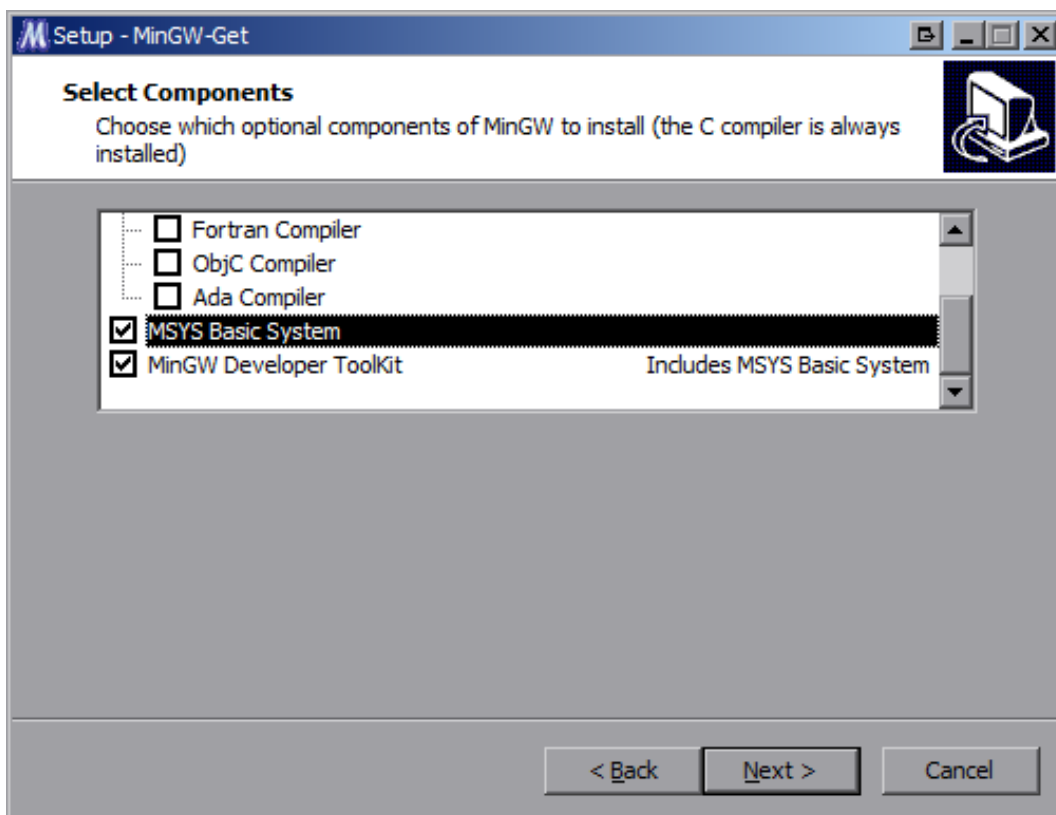 Setup - MinGW-Get
Select Components
Choose which optional components of MinGW to install (the C compiler is always
installed)
Fortran Compiler
ObjC Compiler
Ada Compiler
MSYS Basic System
MinGW Developer ToolKit Includes MSYS Basic System
< Back Next > Cancel